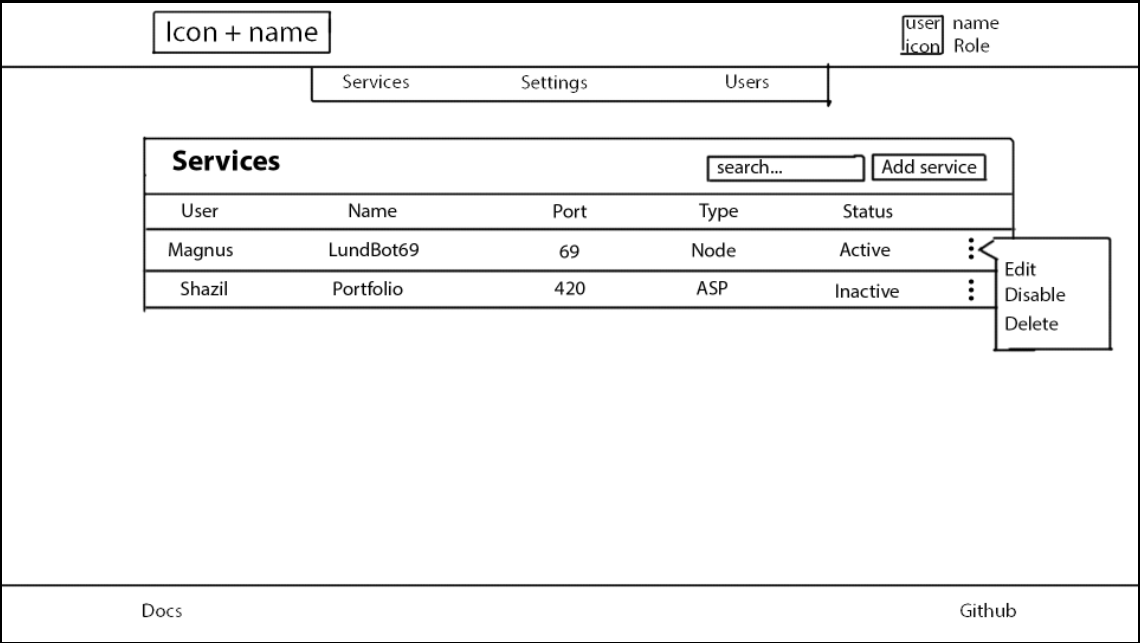 Icon + name
user icon
name
Role
Services Settings Users
Services
search... Add service
User Name Port Type Status
Magnus LundBot69 69 Node Active
Shazil Portfolio 420 ASP Inactive
Edit
Disable
Delete
Docs Github